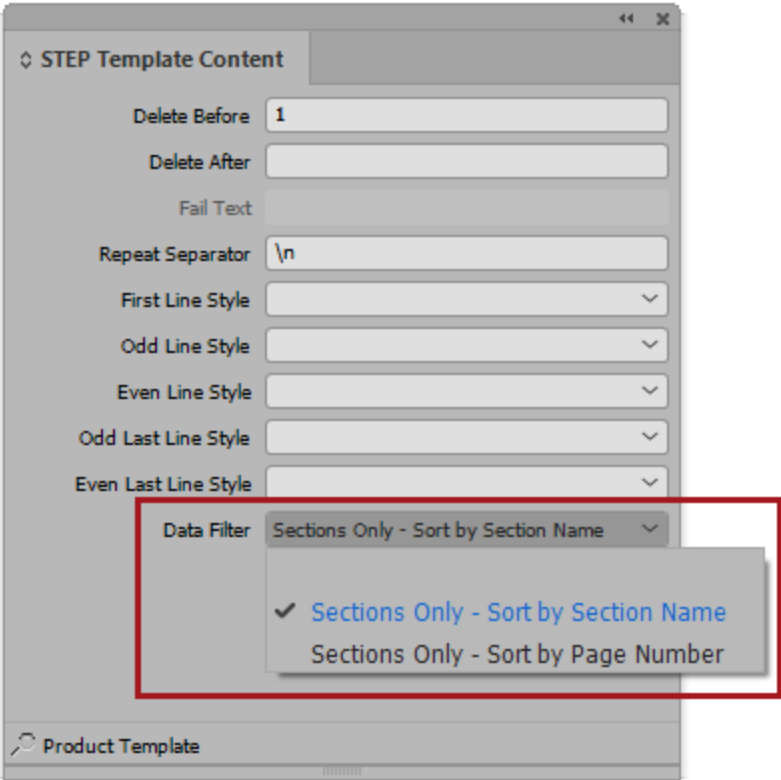 STEP Template Content
Delete Before 1
Delete After
Fail Text
Repeat Separator \n
First Line Style
Odd Line Style
Even Line Style
Odd Last Line Style
Even Last Line Style
Data Filter Sections Only - Sort by Section Name
Sections Only - Sort by Section Name
Sections Only - Sort by Page Number
Product Template